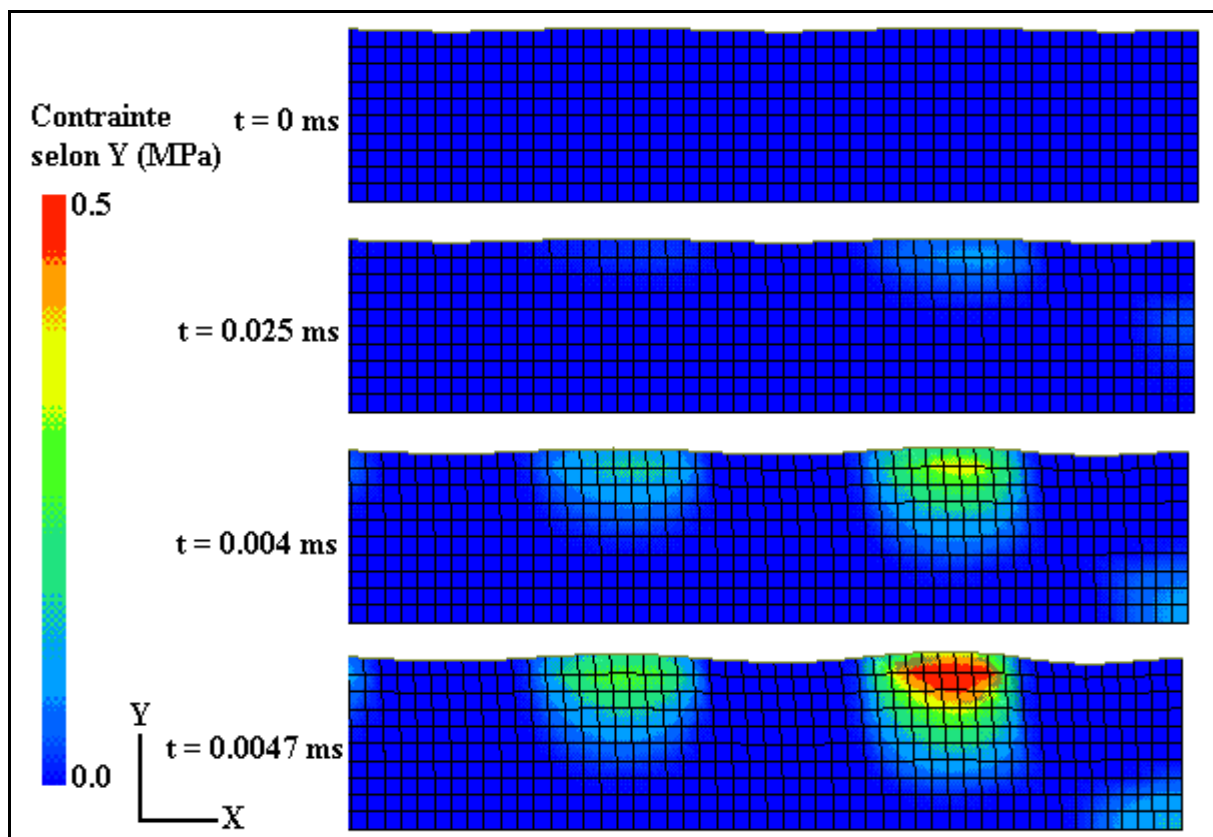 Contrainte
selon Y (MPa)
0.5
0.0
t = 0 ms
t = 0.025 ms
t = 0.004 ms
t = 0.0047 ms
Y
X